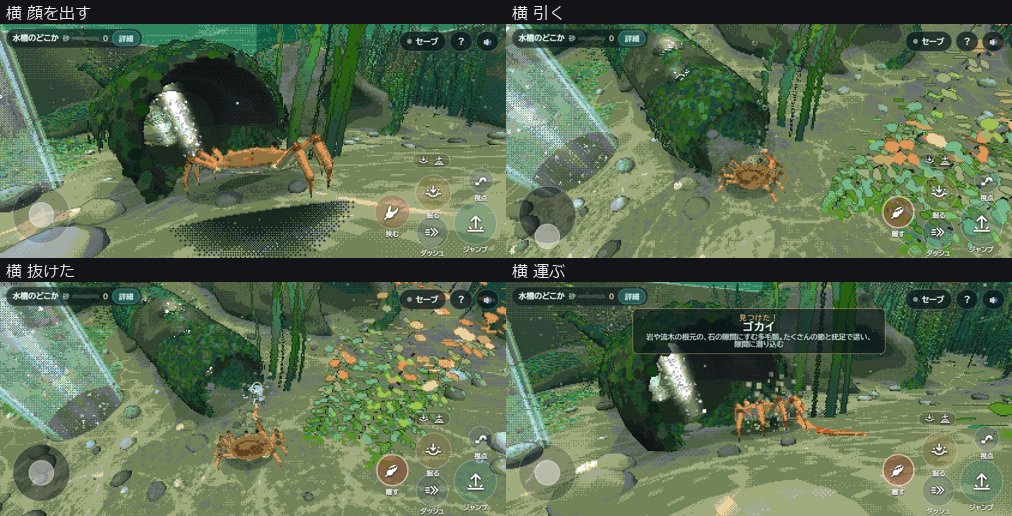 横 顔を出す
水槽のどこか 砂 0 詳細
セーブ ?
挟む
掘る
視点
ダッシュ
ジャンプ
横 引く
水槽のどこか 砂 0 詳細
セーブ ?
離す
掘る
視点
ダッシュ
ジャンプ
横 抜けた
水槽のどこか 砂 0 詳細
セーブ ?
離す
掘る
視点
ダッシュ
ジャンプ
横 運ぶ
水槽のどこか 砂 0 詳細
セーブ ?
見つけた!
ゴカイ
岩や流木の根元の、石の隙間にすむ多毛類。たくさんの節と疣足で這い、
隙間に潜り込む
離す
掘る
視点
ダッシュ
ジャンプ